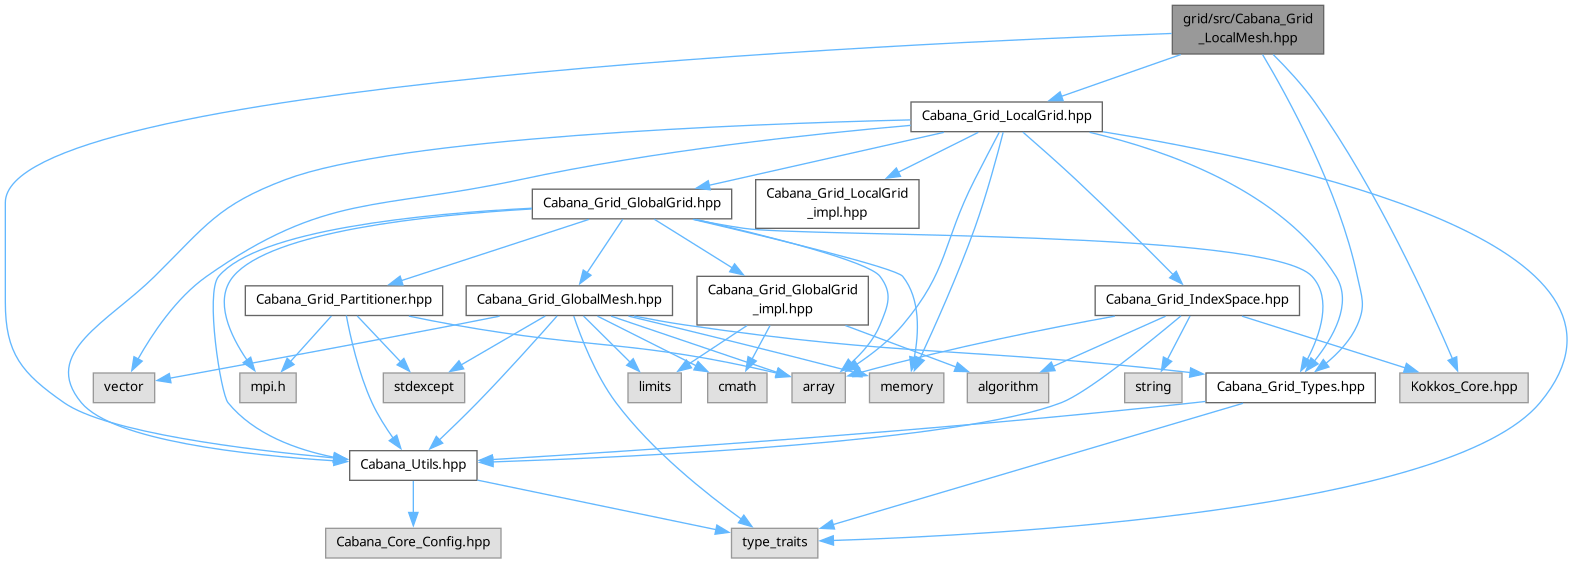 grid/src/Cabana_Grid
_LocalMesh.hpp
Cabana_Grid_LocalGrid.hpp
Cabana_Grid_LocalGrid
_impl.hpp
Cabana_Grid_GlobalGrid.hpp
Cabana_Grid_Partitioner.hpp
Cabana_Grid_GlobalMesh.hpp
Cabana_Grid_GlobalGrid
_impl.hpp
Cabana_Grid_IndexSpace.hpp
vector
mpi.h
stdexcept
limits
cmath
array
memory
algorithm
string
Cabana_Grid_Types.hpp
Kokkos_Core.hpp
Cabana_Utils.hpp
Cabana_Core_Config.hpp
type_traits